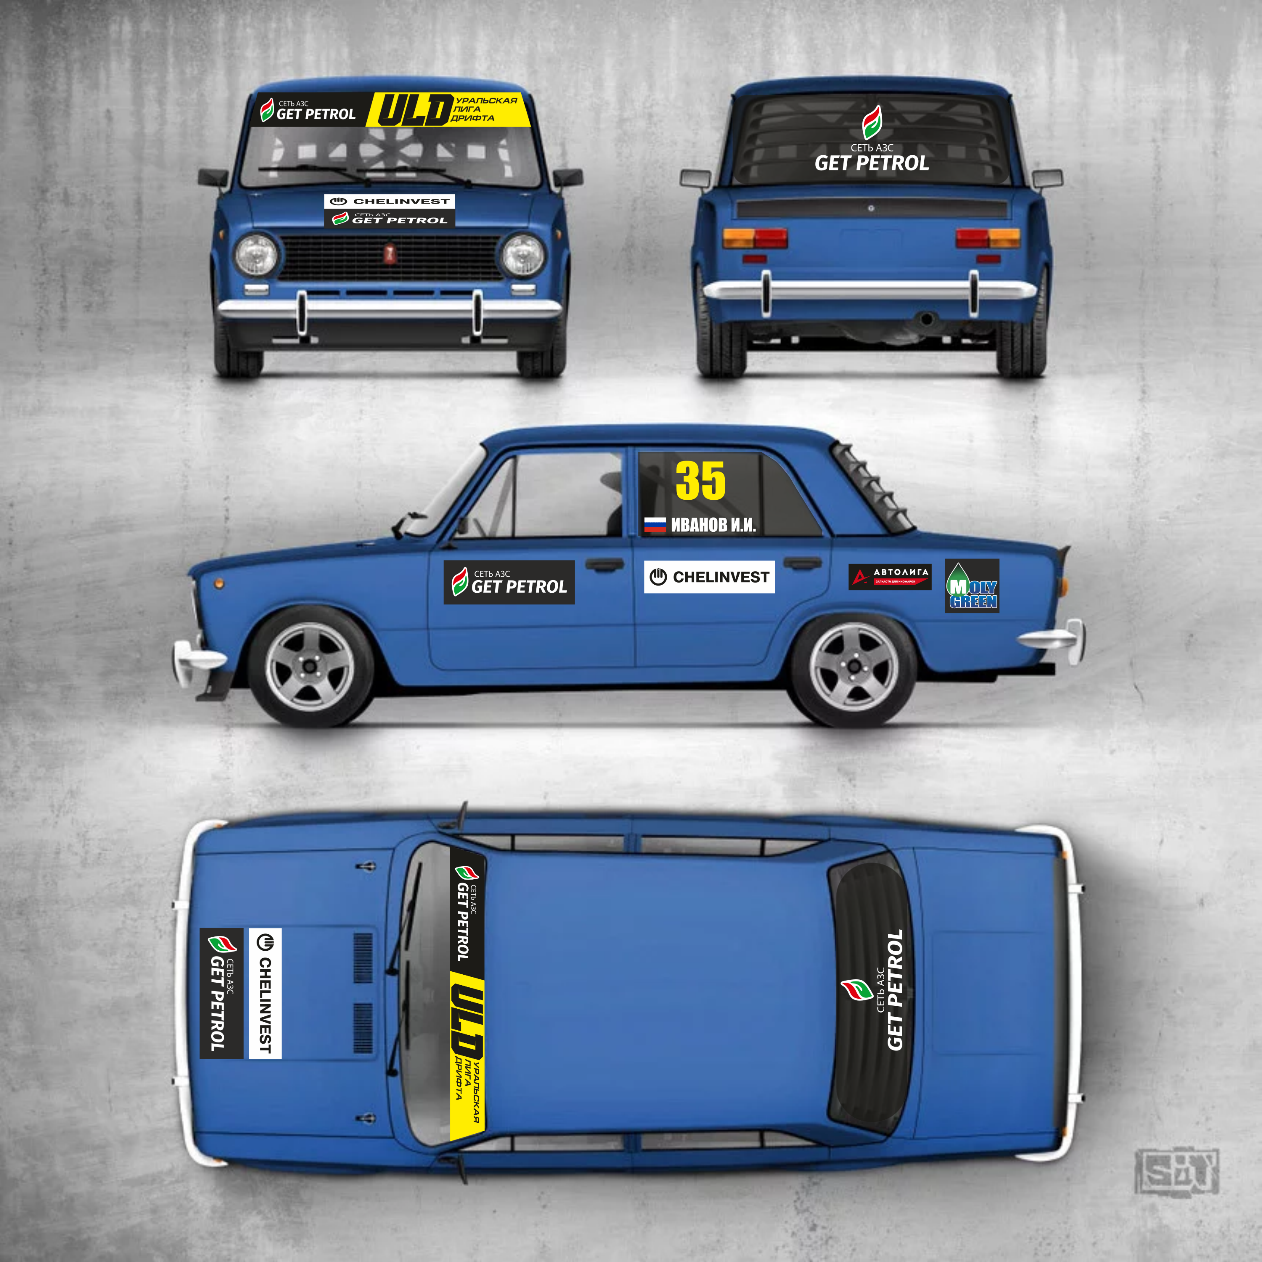 СЕТЬ АЗС
GET PETROL
ULD
УРАЛЬСКАЯ
ЛИГА
ДРИФТА
CHELINVEST
СЕТЬ АЗС
GET PETROL
СЕТЬ АЗС
GET PETROL
35
ИВАНОВ И.И.
СЕТЬ АЗС
GET PETROL
CHELINVEST
АВТОЛИГА
MOLY
GREEN
СЕТЬ АЗС
GET PETROL
CHELINVEST
СЕТЬ АЗС
GET PETROL
ULD
УРАЛЬСКАЯ
ЛИГА
ДРИФТА
СЕТЬ АЗС
GET PETROL